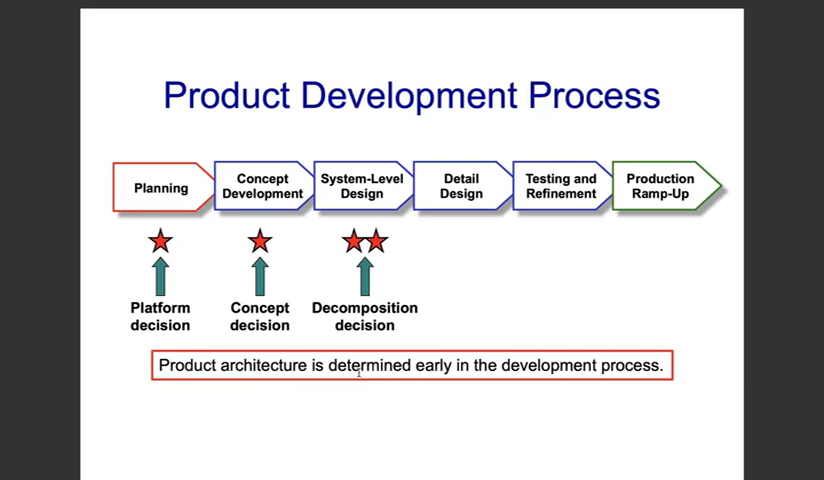 Product Development Process
Planning
Concept
Development
System-Level
Design
Detail
Design
Testing and
Refinement
Production
Ramp-Up
Platform
decision
Concept
decision
Decomposition
decision
Product architecture is determined early in the development process.